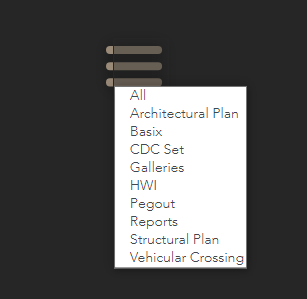 All
Architectural Plan
Basix
CDC Set
Galleries
HWI
Pegout
Reports
Structural Plan
Vehicular Crossing